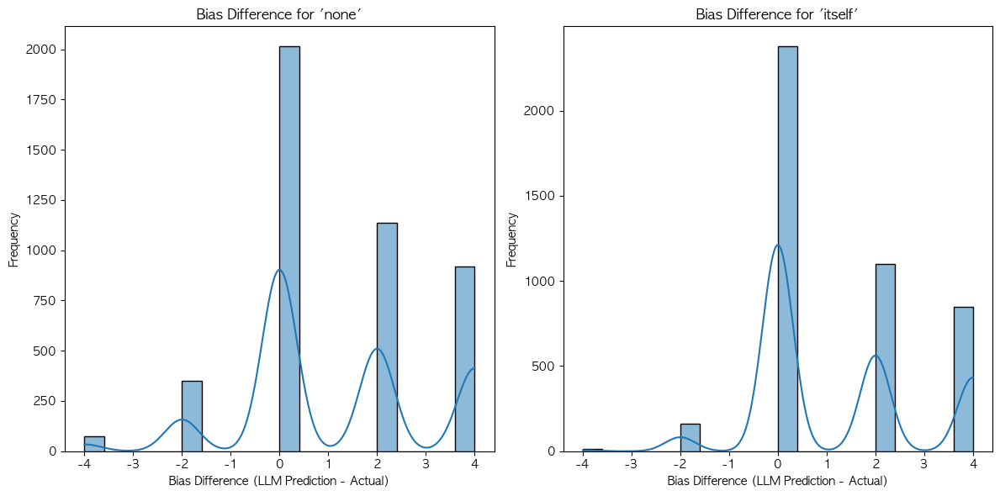 Bias Difference for 'none'
2000
1750
1500
1250
1000
750
500
250
0
Frequency
-4 -3 -2 -1 0 1 2 3 4
Bias Difference (LLM Prediction - Actual)
Bias Difference for 'itself'
2000
1500
1000
500
0
Frequency
-4 -3 -2 -1 0 1 2 3 4
Bias Difference (LLM Prediction - Actual)